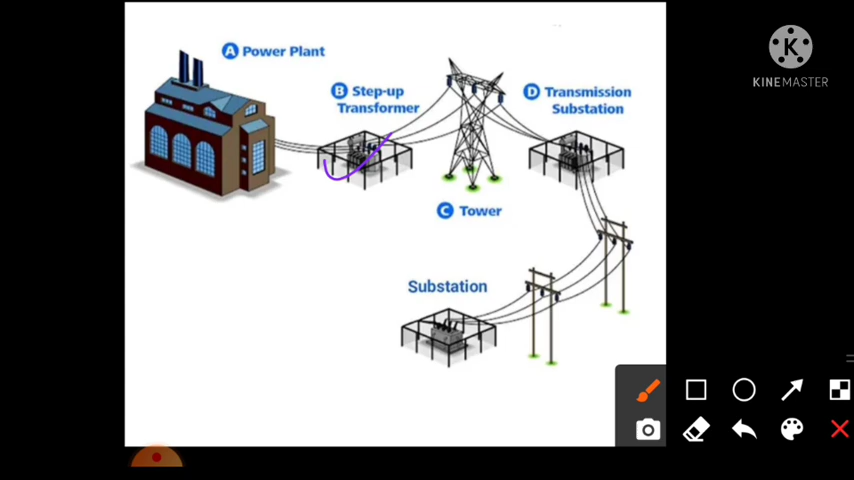 A Power Plant
B Step-up
Transformer
D Transmission
Substation
C Tower
Substation
K
KINEMASTER